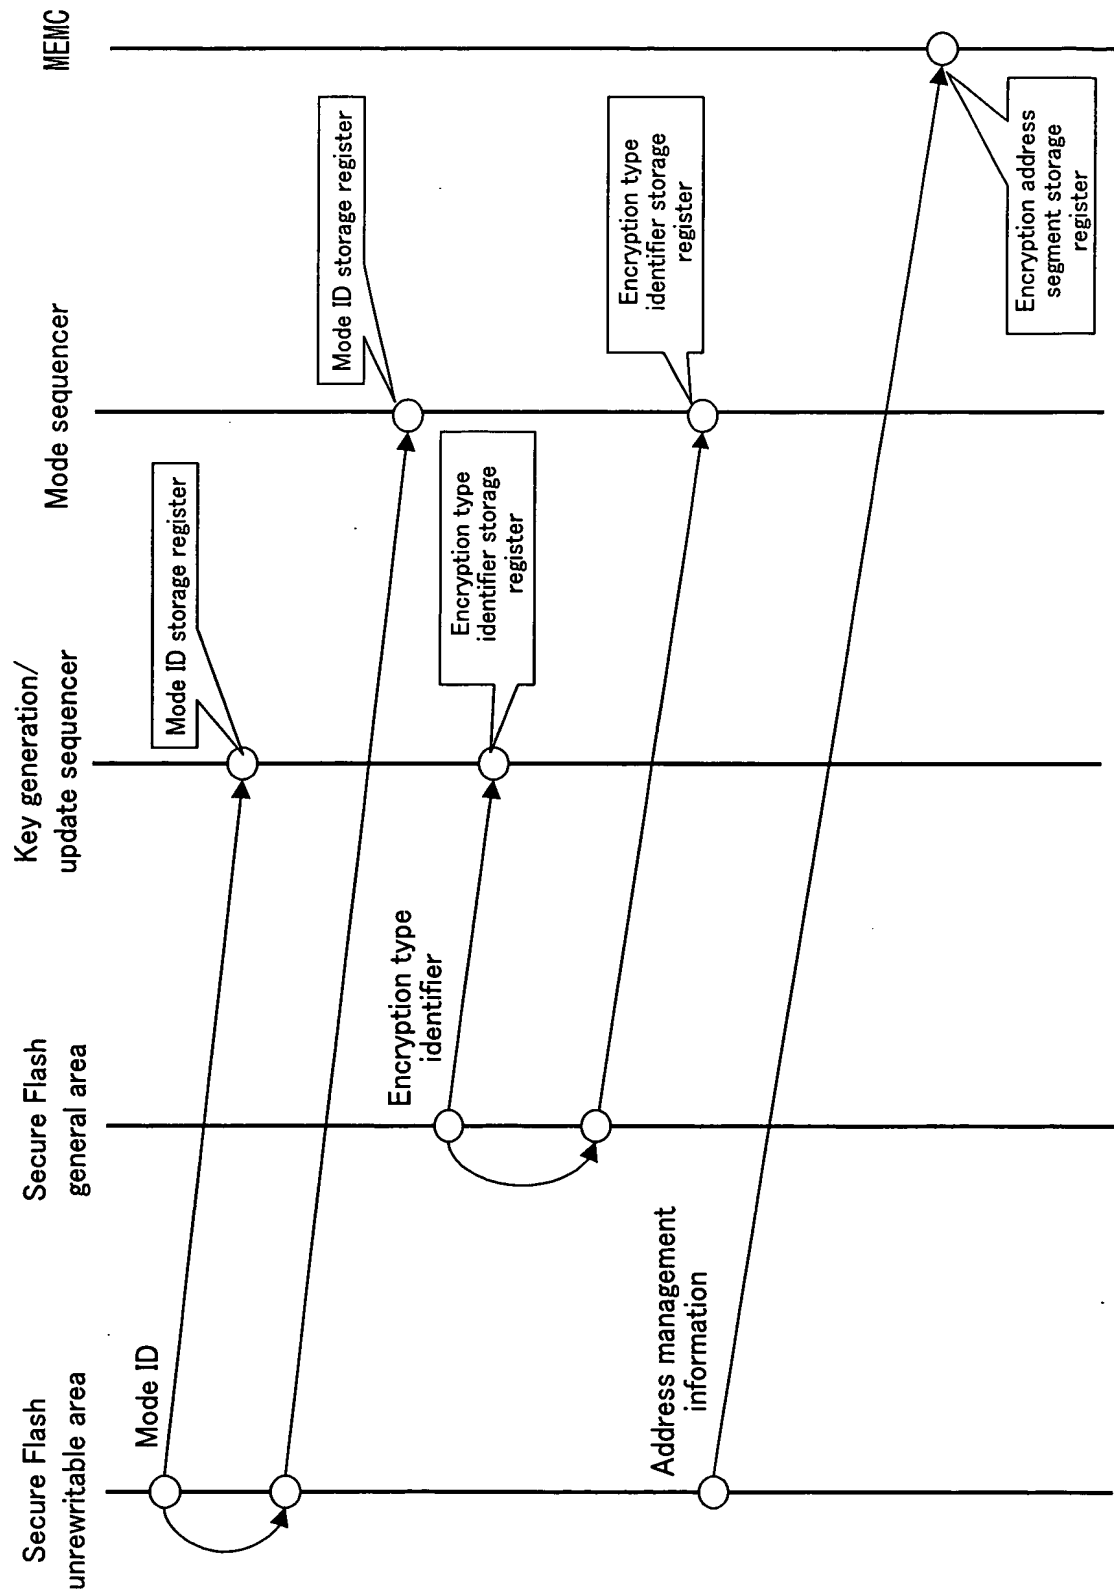 Secure Flash
unrewritable area
Secure Flash
general area
Key generation/
update sequencer
Mode sequencer
MEMC
Mode ID
Mode ID storage register
Mode ID storage register
Encryption type
identifier
Encryption type
identifier storage
register
Encryption type
identifier storage
register
Address management
information
Encryption address
segment storage
register